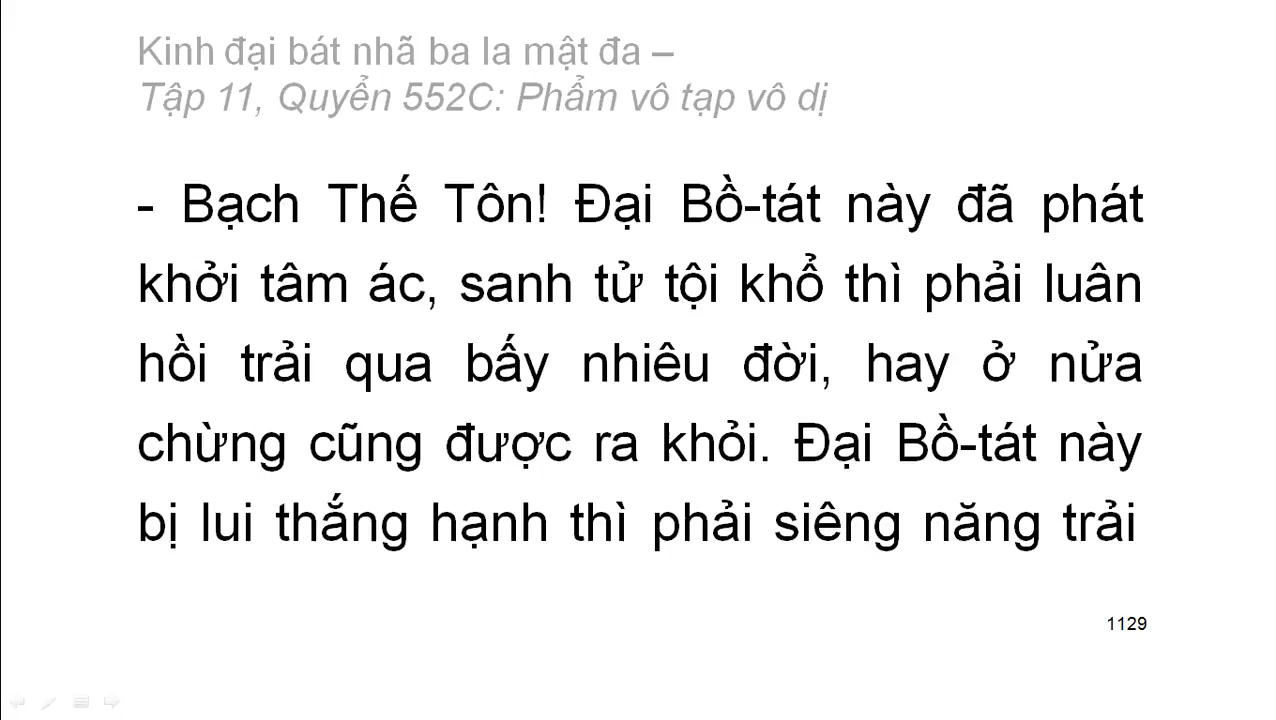 Kinh đại bát nhã ba la mật đa –
Tập 11, Quyển 552C: Phẩm vô tạp vô dị
- Bạch Thế Tôn! Đại Bồ-tát này đã phát
khởi tâm ác, sanh tử tội khổ thì phải luân
hồi trải qua bấy nhiêu đời, hay ở nửa
chừng cũng được ra khỏi. Đại Bồ-tát này
bị lui thắng hạnh thì phải siêng năng trải
1129